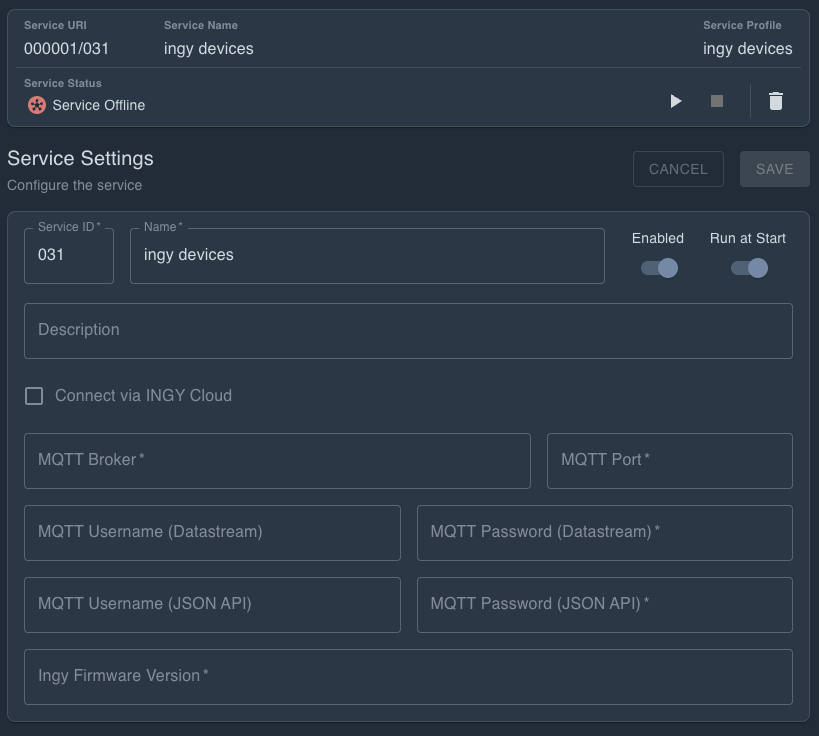 Service URI
000001/031
Service Name
ingy devices
Service Profile
ingy devices
Service Status
Service Offline
Service Settings
Configure the service
CANCEL
SAVE
Service ID *
031
Name *
ingy devices
Enabled
Run at Start
Description
Connect via INGY Cloud
MQTT Broker *
MQTT Port *
MQTT Username (Datastream)
MQTT Password (Datastream) *
MQTT Username (JSON API)
MQTT Password (JSON API) *
Ingy Firmware Version *